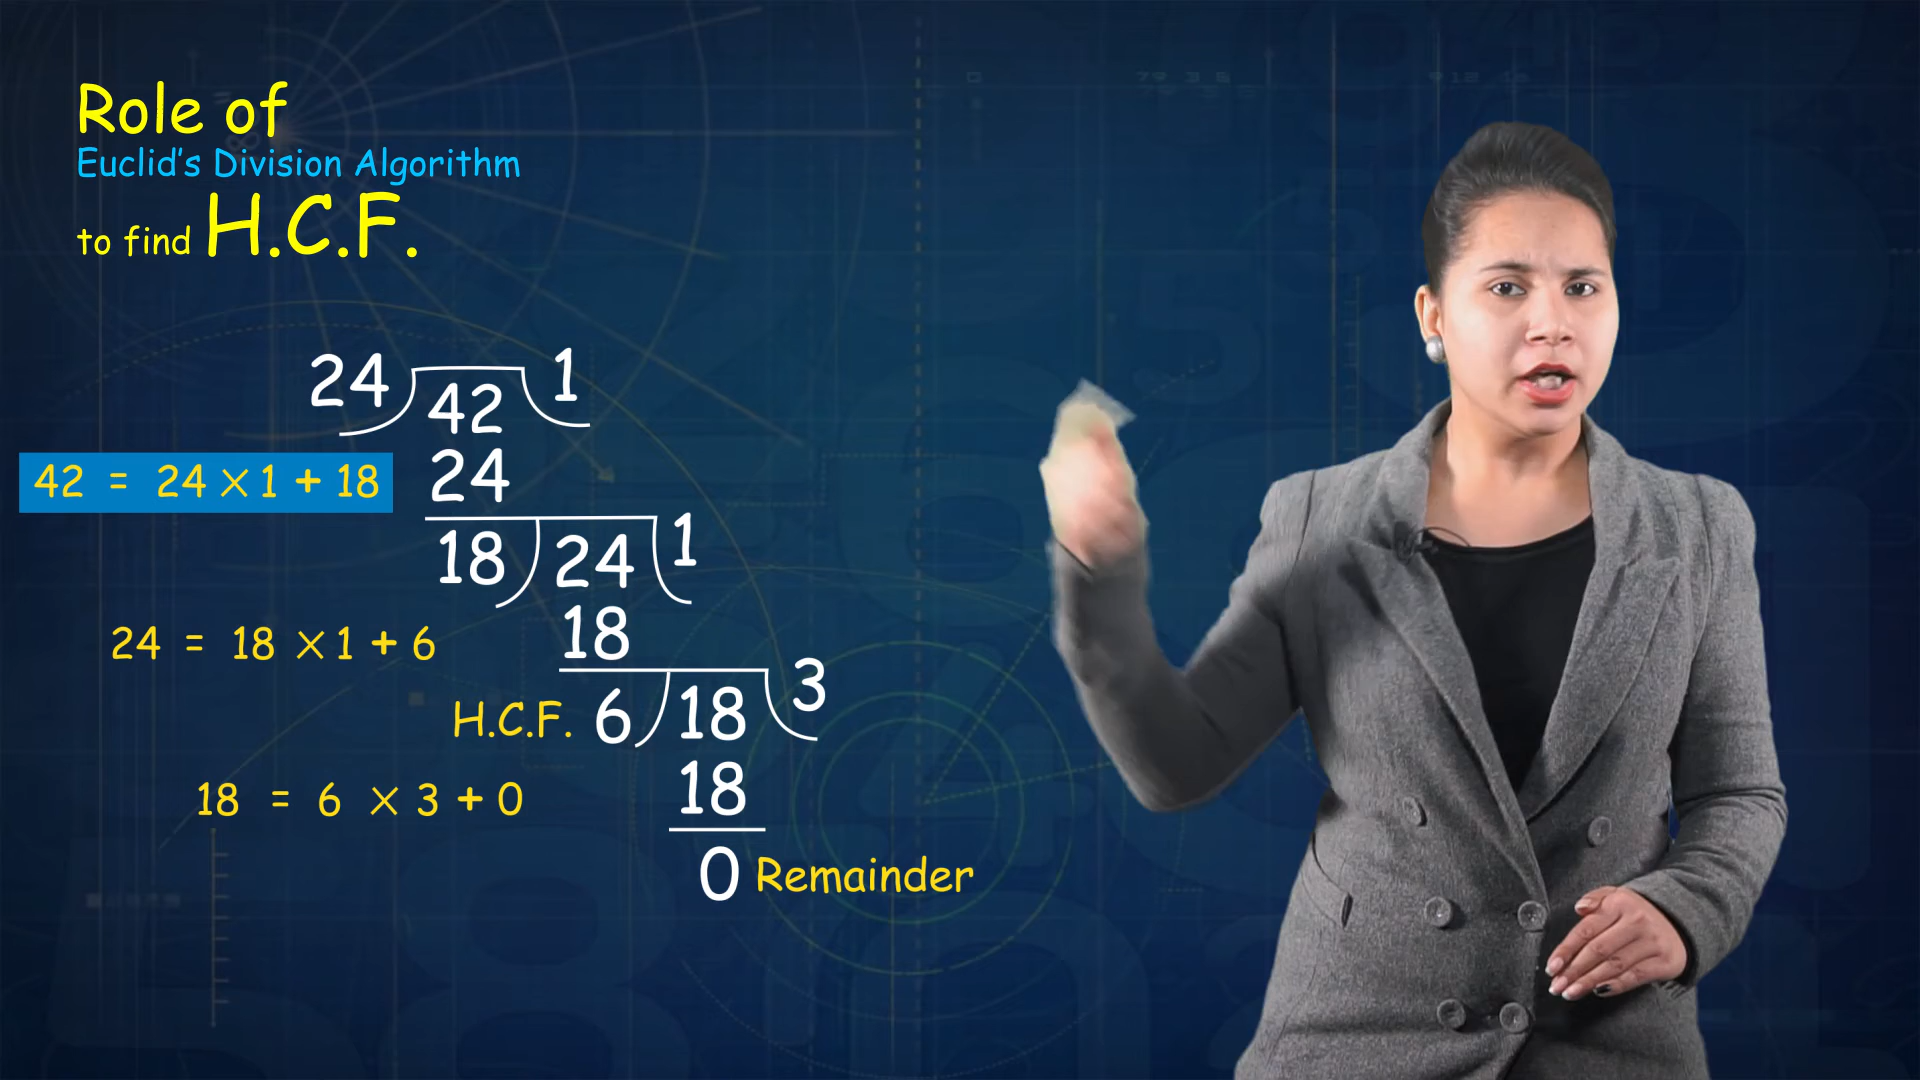 Role of
Euclid's Division Algorithm
to find H.C.F.
24 42 1
42 = 24 × 1 + 18
24
18 24 1
24 = 18 × 1 + 6
18
H.C.F. 6 18 3
18 = 6 × 3 + 0
18
0 Remainder